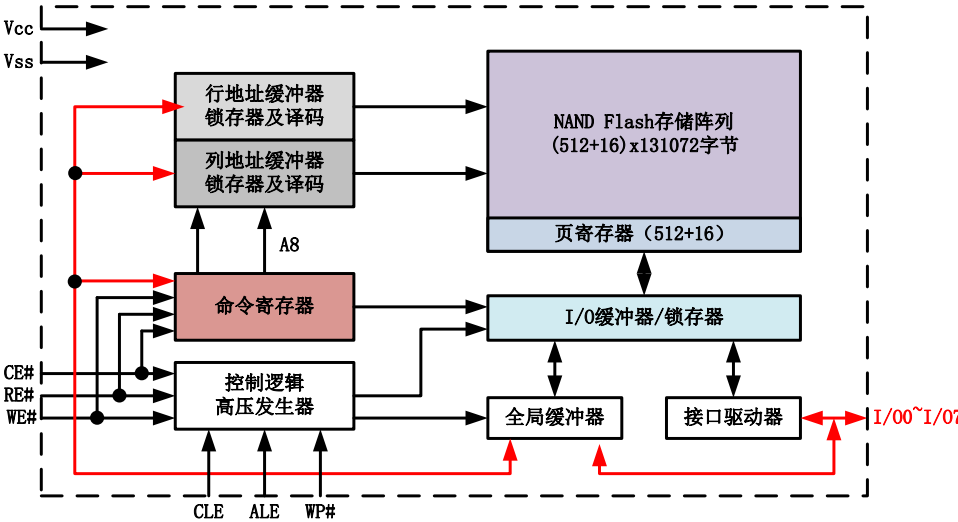 Vcc
Vss
行地址缓冲器
锁存器及译码
列地址缓冲器
锁存器及译码
NAND Flash存储阵列
(512+16)x131072字节
页寄存器（512+16）
A8
命令寄存器
I/O缓冲器/锁存器
CE#
RE#
WE#
控制逻辑
高压发生器
全局缓冲器
接口驱动器
I/O0~I/O7
CLE
ALE
WP#